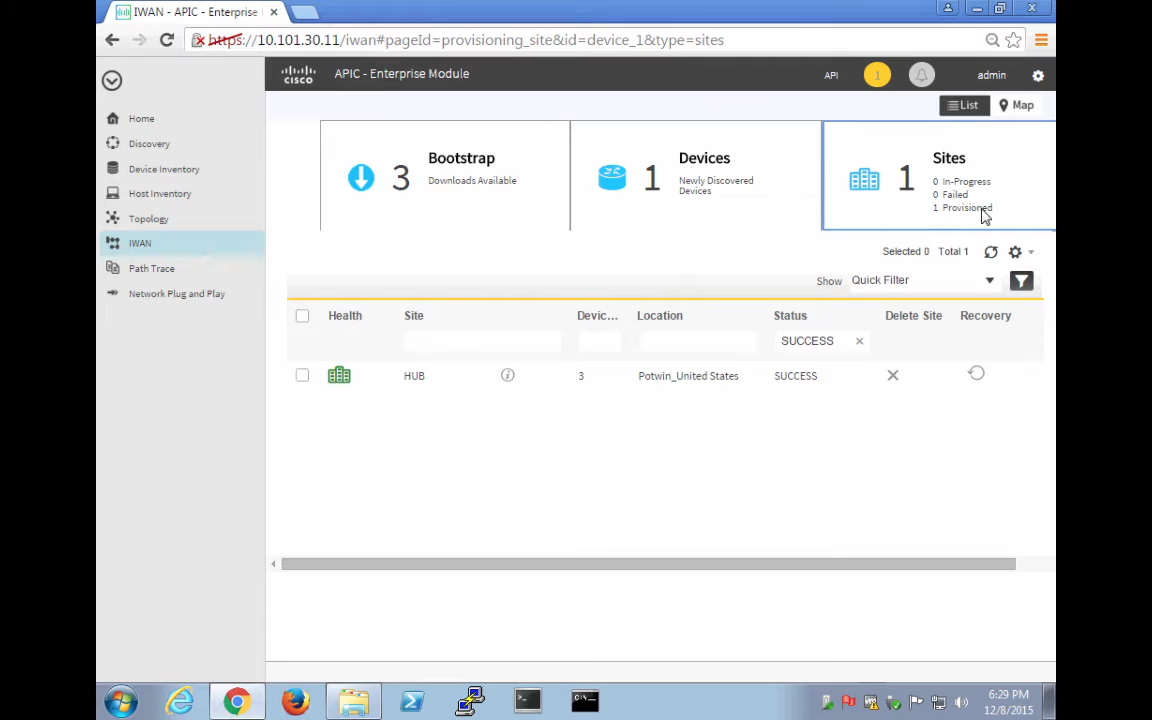 IWAN - APIC - Enterprise
https://10.101.30.11/iwan#pageId=provisioning_site&id=device_1&type=sites
cisco
APIC - Enterprise Module
API
1
admin
List
Map
Home
Discovery
Device Inventory
Host Inventory
Topology
IWAN
Path Trace
Network Plug and Play
3
Bootstrap
Downloads Available
1
Devices
Newly Discovered
Devices
1
Sites
0 In-Progress
0 Failed
1 Provisioned
Selected 0 Total 1
Show Quick Filter
Health Site Devic... Location Status Delete Site Recovery
SUCCESS
HUB 3 Potwin_United States SUCCESS
C:\.
6:29 PM
12/8/2015